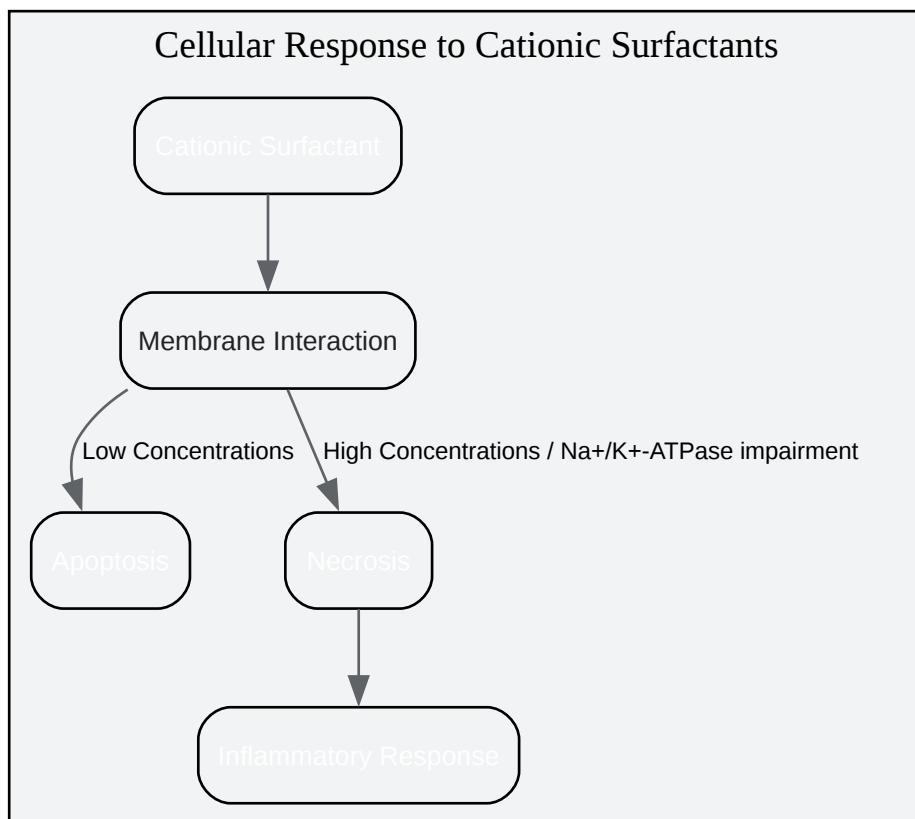 Cellular Response to Cationic Surfactants
Cationic Surfactant
Membrane Interaction
Low Concentrations
High Concentrations / Na+/K+-ATPase impairment
Apoptosis
Necrosis
Inflammatory Response